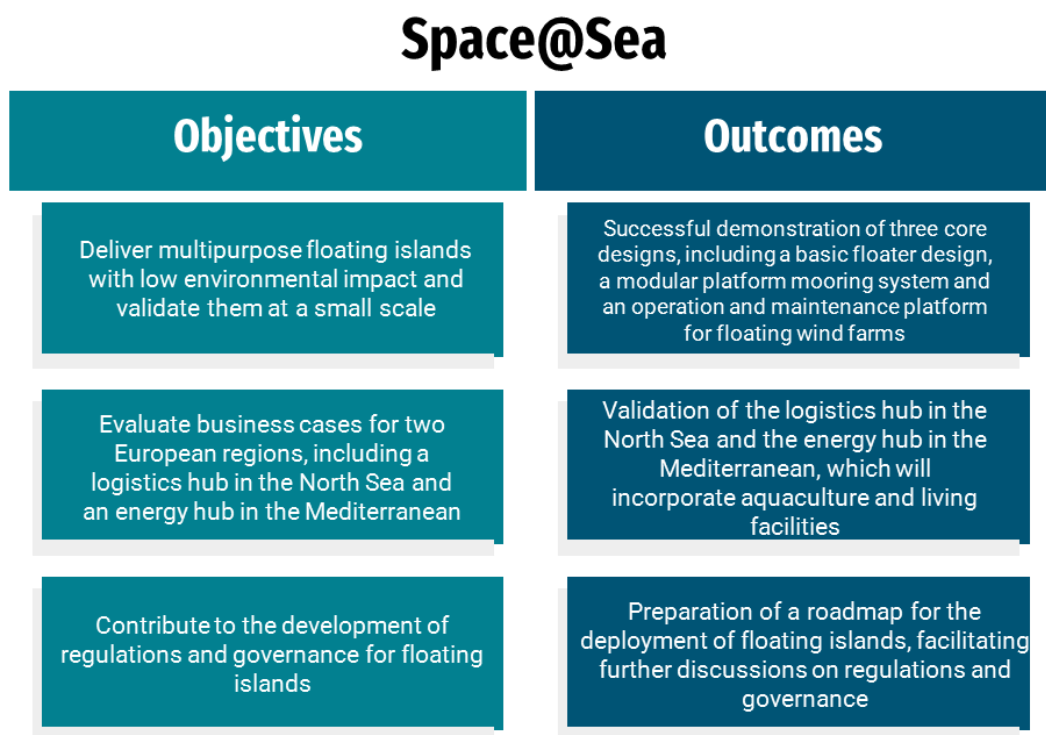 Space@Sea
Objectives
Outcomes
Deliver multipurpose floating islands
with low environmental impact and
validate them at a small scale
Successful demonstration of three core
designs, including a basic floater design,
a modular platform mooring system and
an operation and maintenance platform
for floating wind farms
Evaluate business cases for two
European regions, including a
logistics hub in the North Sea and
an energy hub in the Mediterranean
Validation of the logistics hub in the
North Sea and the energy hub in the
Mediterranean, which will
incorporate aquaculture and living
facilities
Contribute to the development of
regulations and governance for floating
islands
Preparation of a roadmap for the
deployment of floating islands, facilitating
further discussions on regulations and
governance